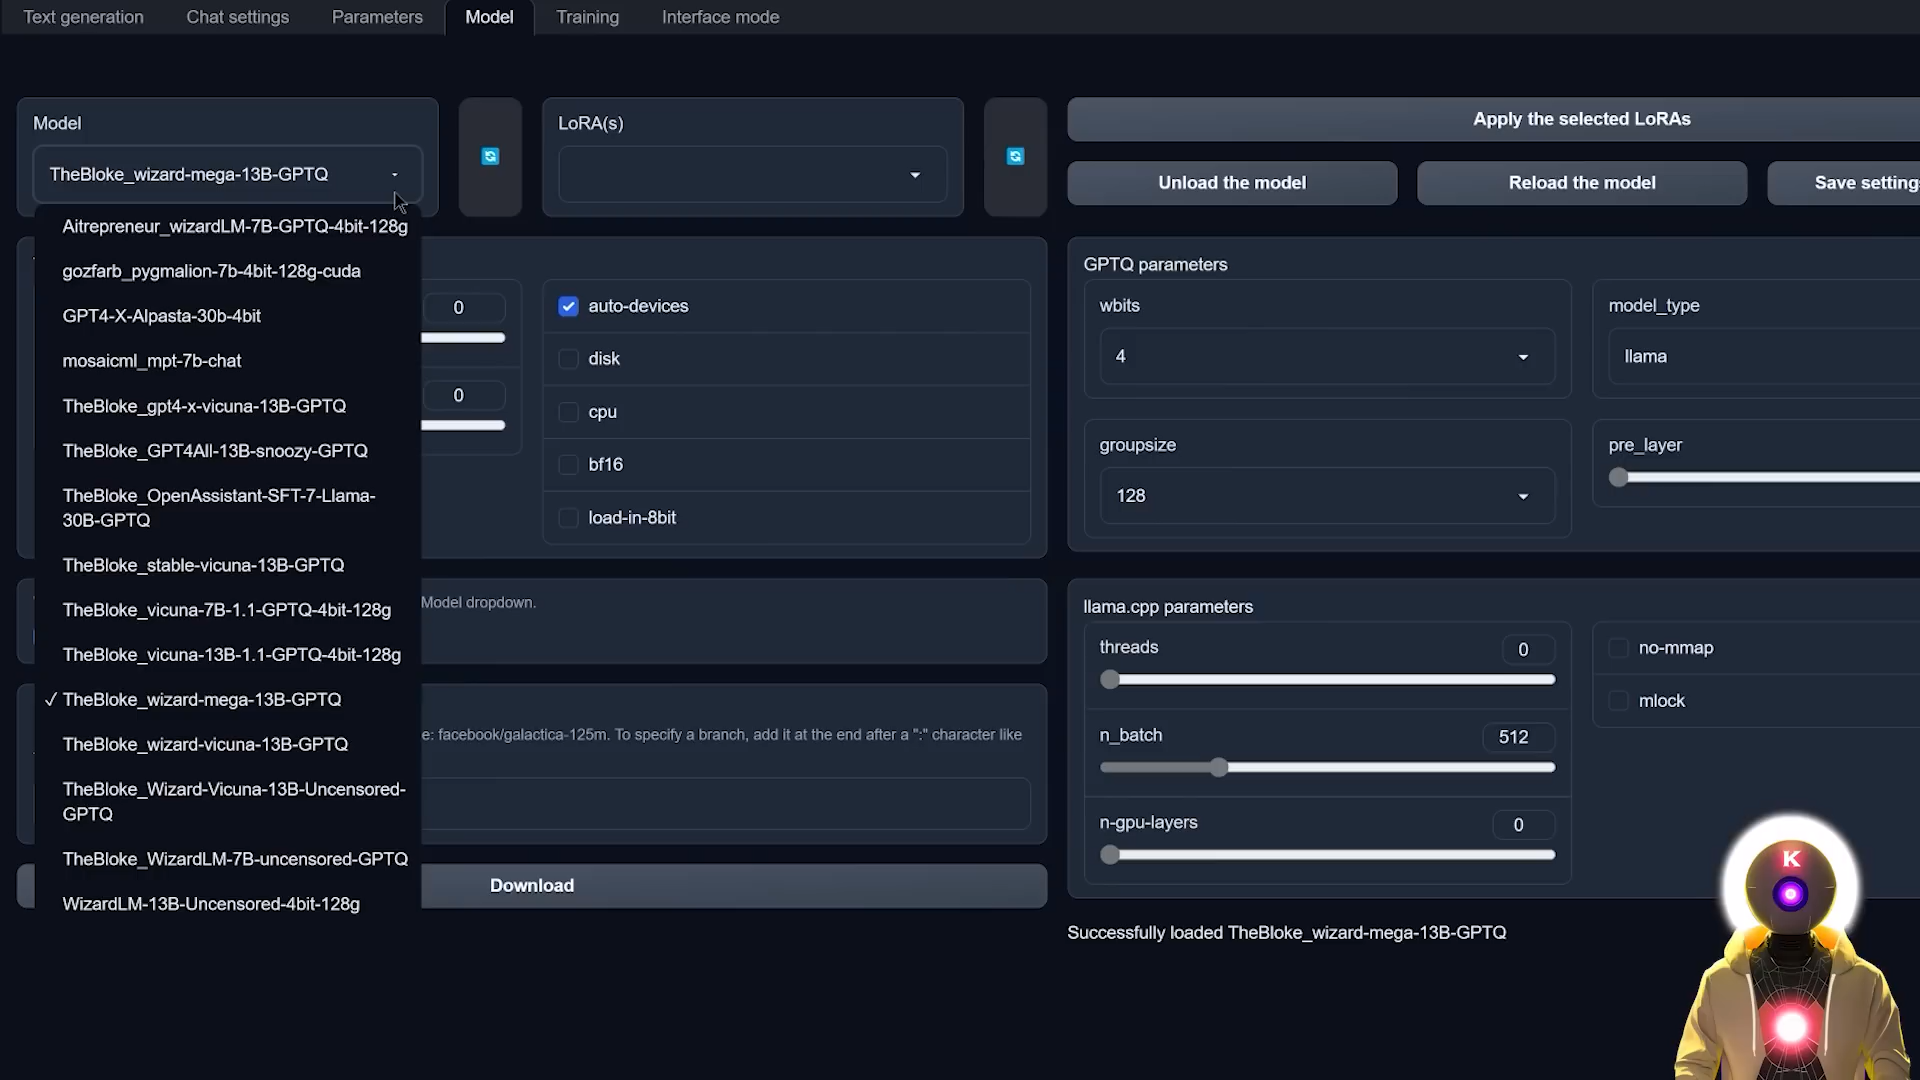 Text generation
Chat settings
Parameters
Model
Training
Interface mode
Model
TheBloke_wizard-mega-13B-GPTQ
LoRA(s)
Apply the selected LoRAs
Unload the model
Reload the model
Save settings
Aitrepreneur_wizardLM-7B-GPTQ-4bit-128g
gozfarb_pygmalion-7b-4bit-128g-cuda
GPT4-X-Alpasta-30b-4bit
mosaicml_mpt-7b-chat
TheBloke_gpt4-x-vicuna-13B-GPTQ
TheBloke_GPT4All-13B-snoozy-GPTQ
TheBloke_OpenAssistant-SFT-7-Llama-
30B-GPTQ
TheBloke_stable-vicuna-13B-GPTQ
TheBloke_vicuna-7B-1.1-GPTQ-4bit-128g
TheBloke_vicuna-13B-1.1-GPTQ-4bit-128g
✓ TheBloke_wizard-mega-13B-GPTQ
TheBloke_wizard-vicuna-13B-GPTQ
TheBloke_Wizard-Vicuna-13B-Uncensored-
GPTQ
TheBloke_WizardLM-7B-uncensored-GPTQ
WizardLM-13B-Uncensored-4bit-128g
0
0
auto-devices
disk
cpu
bf16
load-in-8bit
Model dropdown.
e: facebook/galactica-125m. To specify a branch, add it at the end after a ":" character like
Download
GPTQ parameters
wbits
4
model_type
llama
groupsize
128
pre_layer
llama.cpp parameters
threads
0
n_batch
512
n-gpu-layers
0
no-mmap
mlock
Successfully loaded TheBloke_wizard-mega-13B-GPTQ
K